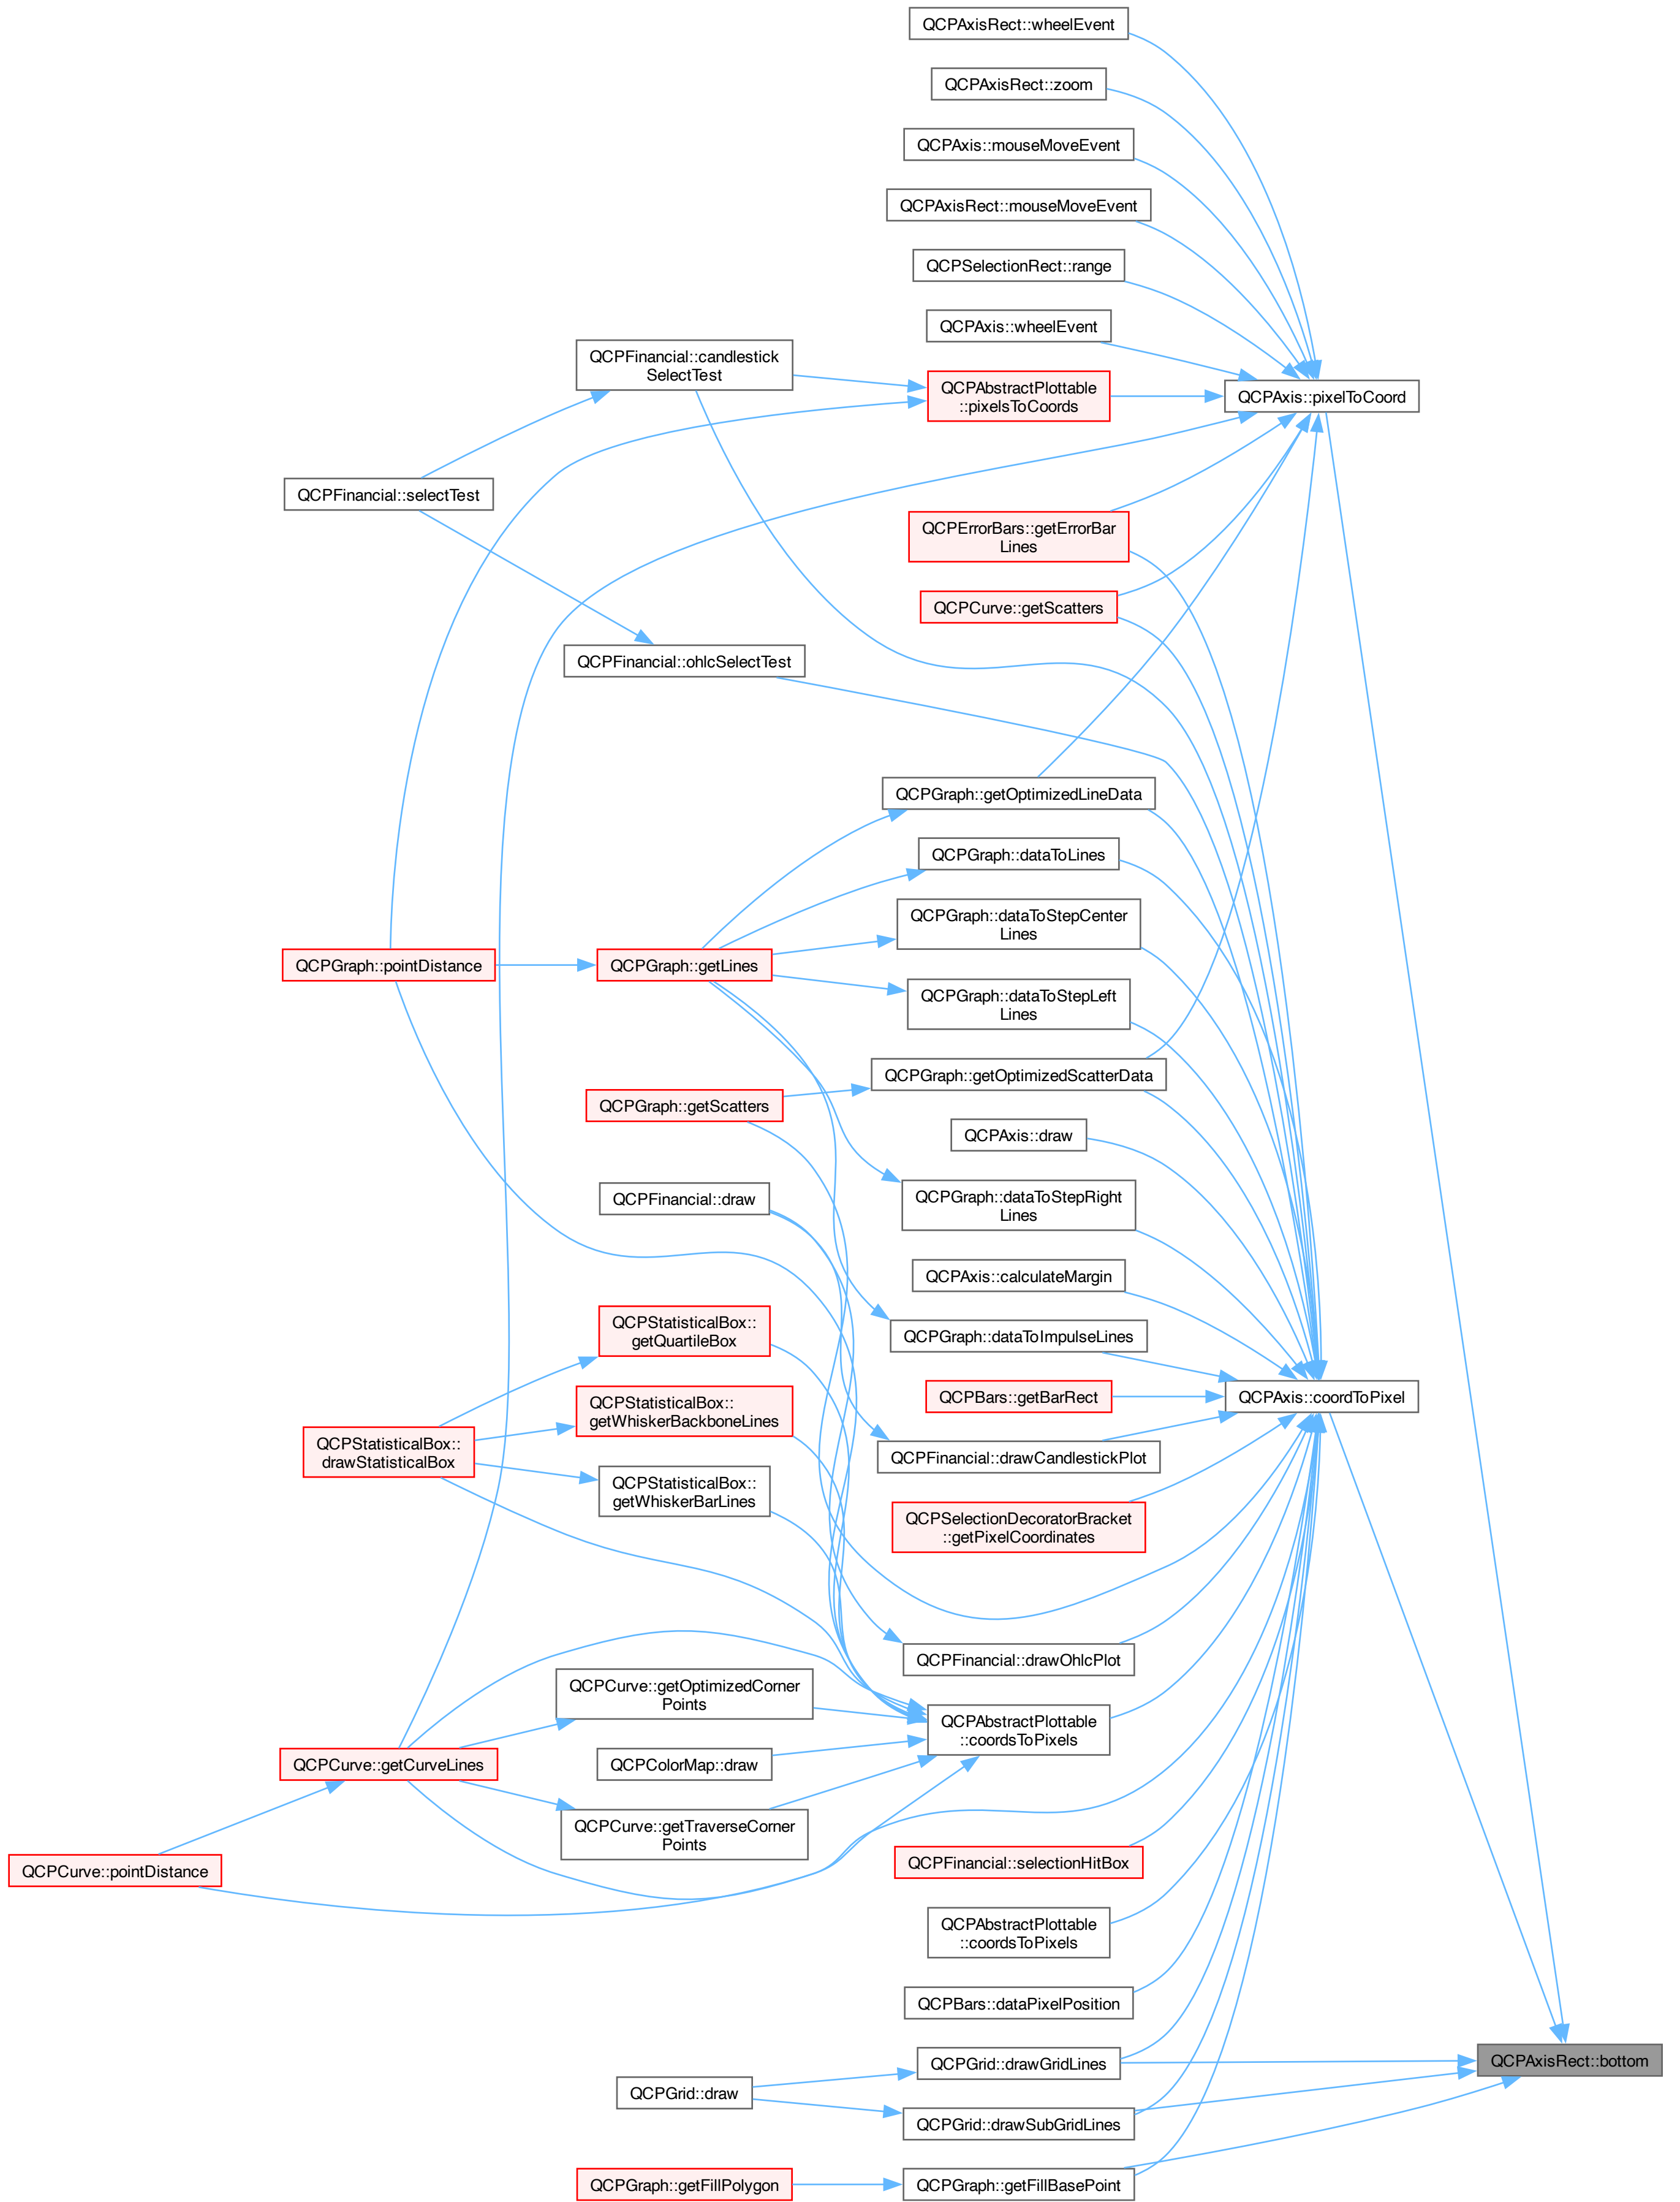 QCPAxisRect::wheelEvent
QCPAxisRect::zoom
QCPAxis::mouseMoveEvent
QCPAxisRect::mouseMoveEvent
QCPSelectionRect::range
QCPAxis::wheelEvent
QCPFinancial::candlestick
SelectTest
QCPAbstractPlottable
::pixelsToCoords
QCPAxis::pixelToCoord
QCPFinancial::selectTest
QCPErrorBars::getErrorBar
Lines
QCPCurve::getScatters
QCPFinancial::ohlcSelectTest
QCPGraph::getOptimizedLineData
QCPGraph::dataToLines
QCPGraph::dataToStepCenter
Lines
QCPGraph::pointDistance
QCPGraph::getLines
QCPGraph::dataToStepLeft
Lines
QCPGraph::getOptimizedScatterData
QCPGraph::getScatters
QCPAxis::draw
QCPFinancial::draw
QCPGraph::dataToStepRight
Lines
QCPAxis::calculateMargin
QCPStatisticalBox::
getQuartileBox
QCPGraph::dataToImpulseLines
QCPStatisticalBox::
getWhiskerBackboneLines
QCPBars::getBarRect
QCPAxis::coordToPixel
QCPStatisticalBox::
drawStatisticalBox
QCPFinancial::drawCandlestickPlot
QCPStatisticalBox::
getWhiskerBarLines
QCPSelectionDecoratorBracket
::getPixelCoordinates
QCPFinancial::drawOhlcPlot
QCPCurve::getOptimizedCorner
Points
QCPAbstractPlottable
::coordsToPixels
QCPCurve::getCurveLines
QCPColorMap::draw
QCPCurve::getTraverseCorner
Points
QCPCurve::pointDistance
QCPFinancial::selectionHitBox
QCPAbstractPlottable
::coordsToPixels
QCPBars::dataPixelPosition
QCPGrid::drawGridLines
QCPAxisRect::bottom
QCPGrid::draw
QCPGrid::drawSubGridLines
QCPGraph::getFillPolygon
QCPGraph::getFillBasePoint